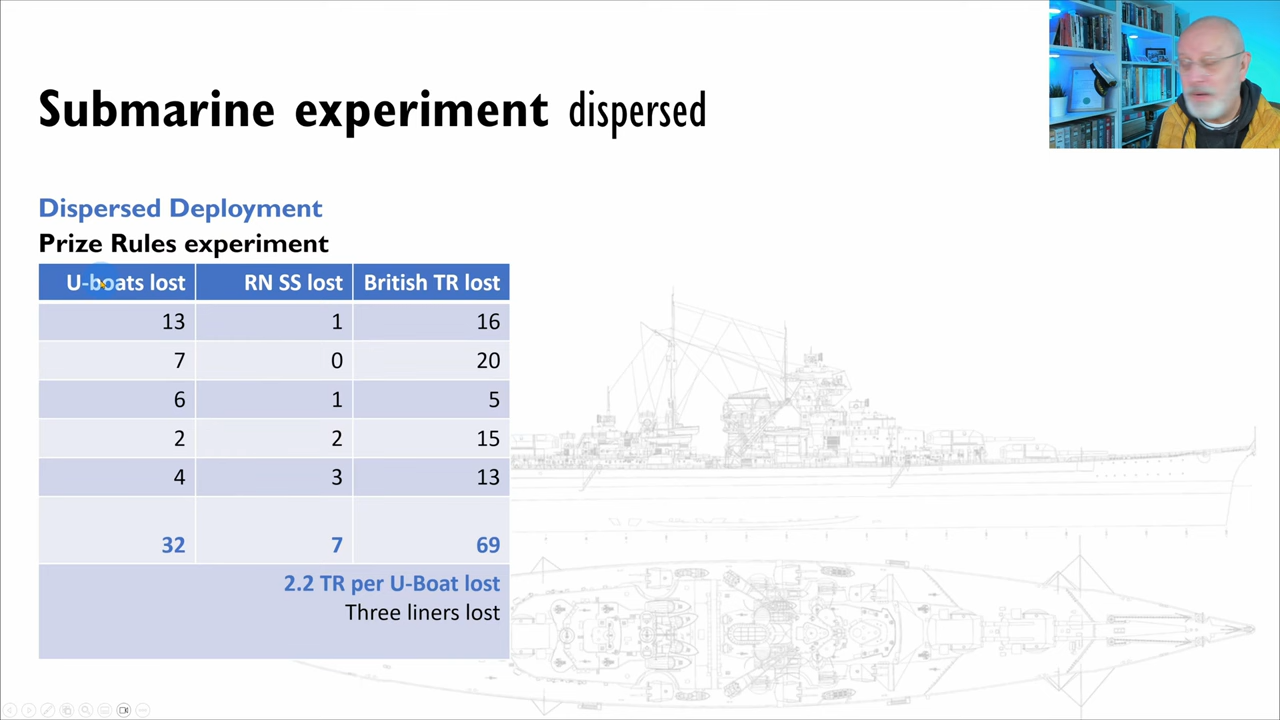 Submarine experiment dispersed
Dispersed Deployment
Prize Rules experiment
U-boats lost RN SS lost British TR lost
13 1 16
7 0 20
6 1 5
2 2 15
4 3 13
32 7 69
2.2 TR per U-Boat lost
Three liners lost